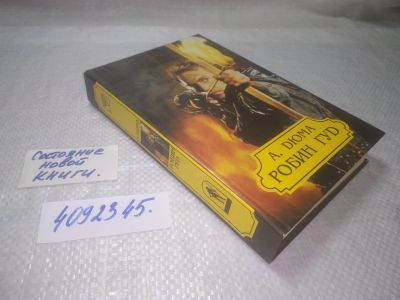 А. ДЮМА
РОБИН ГУД
Состояние
новой
книги.
4092345.